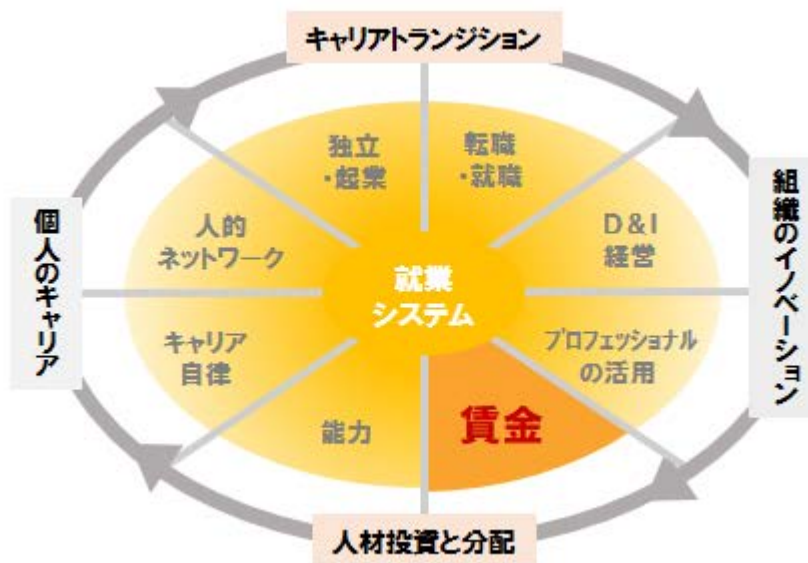 キャリアトランジション
独立
・起業
転職
・就職
人的
ネットワーク
D&I
経営
個人のキャリア
就業
システム
組織のイノベーション
キャリア
自律
プロフェッショナル
の活用
能力
賃金
人材投資と分配